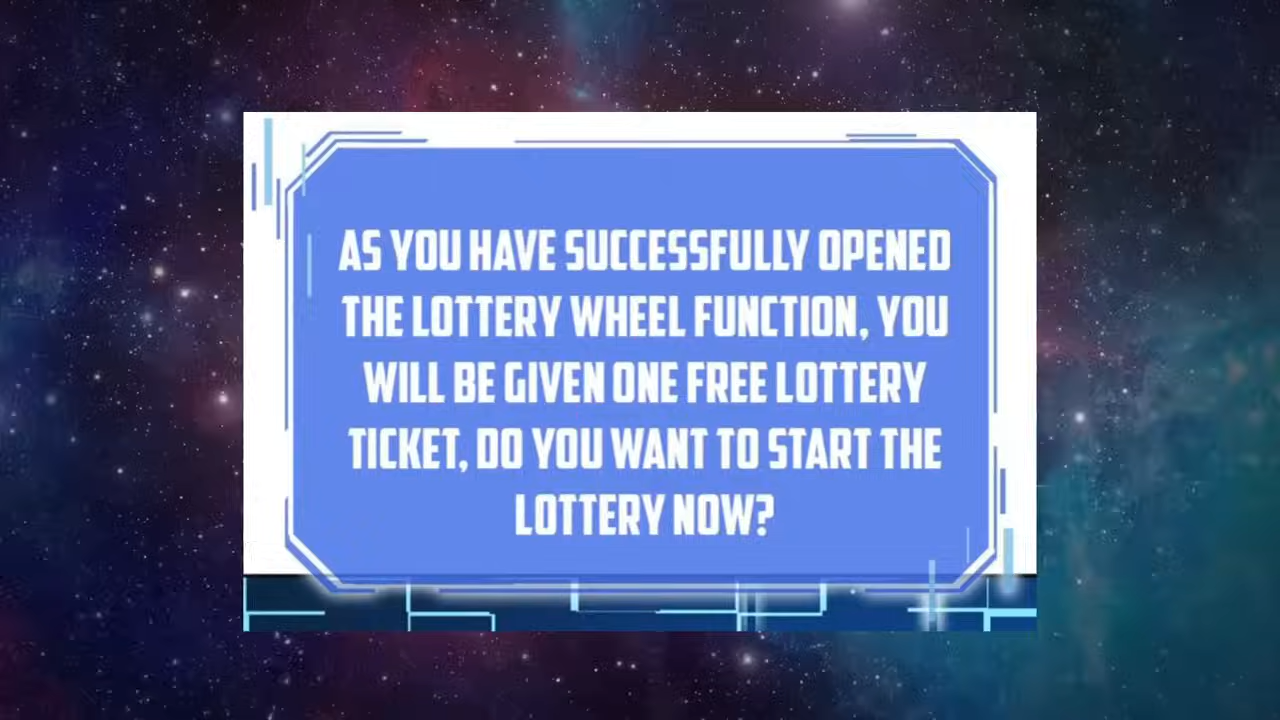 AS YOU HAVE SUCCESSFULLY OPENED
THE LOTTERY WHEEL FUNCTION, YOU
WILL BE GIVEN ONE FREE LOTTERY
TICKET, DO YOU WANT TO START THE
LOTTERY NOW?